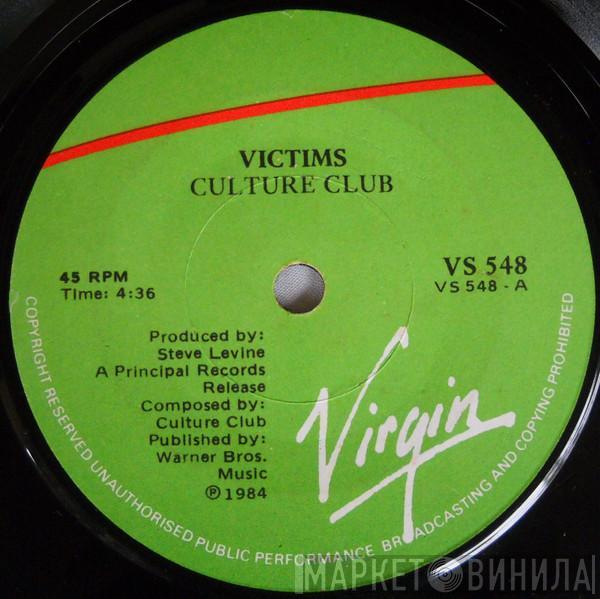 VICTIMS
CULTURE CLUB
45 RPM
Time: 4:36
VS 548
VS 548 - A
Produced by:
Steve Levine
A Principal Records
Release
Composed by:
Culture Club
Published by:
Warner Bros.
Music
℗ 1984
Virgin
COPYRIGHT RESERVED UNAUTHORISED PUBLIC PERFORMANCE BROADCASTING AND COPYING PROHIBITED
МАРКЕТ ВИНИЛА